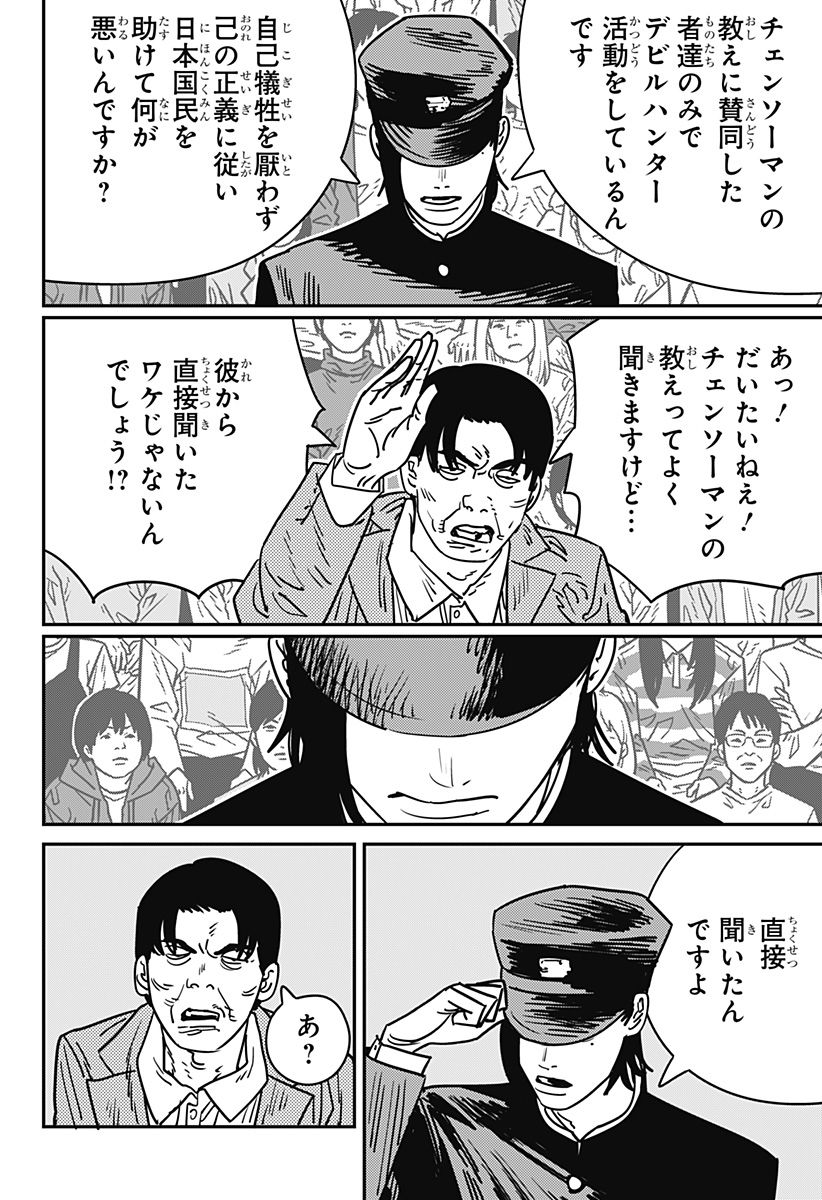 チェンソーマンの
教えに賛同した
者達のみで
デビルハンター
活動をしているん
です
自己犠牲を厭わず
己の正義に従い
日本国民を
助けて何が
悪いんですか？
あっ！
だいたいねえ！
チェンソーマンの
教えってよく
聞きますけど…
彼から
直接聞いた
ワケじゃないん
でしょう!?
直接
聞いたん
ですよ
あ？